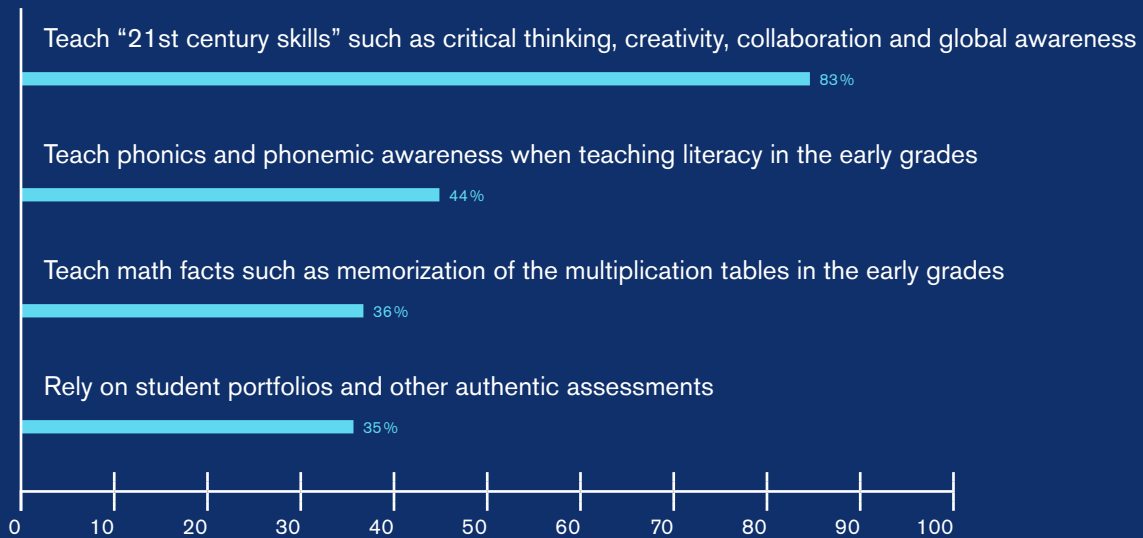 Teach “21st century skills” such as critical thinking, creativity, collaboration and global awareness
83%
Teach phonics and phonemic awareness when teaching literacy in the early grades
44%
Teach math facts such as memorization of the multiplication tables in the early grades
36%
Rely on student portfolios and other authentic assessments
35%
0 10 20 30 40 50 60 70 80 90 100